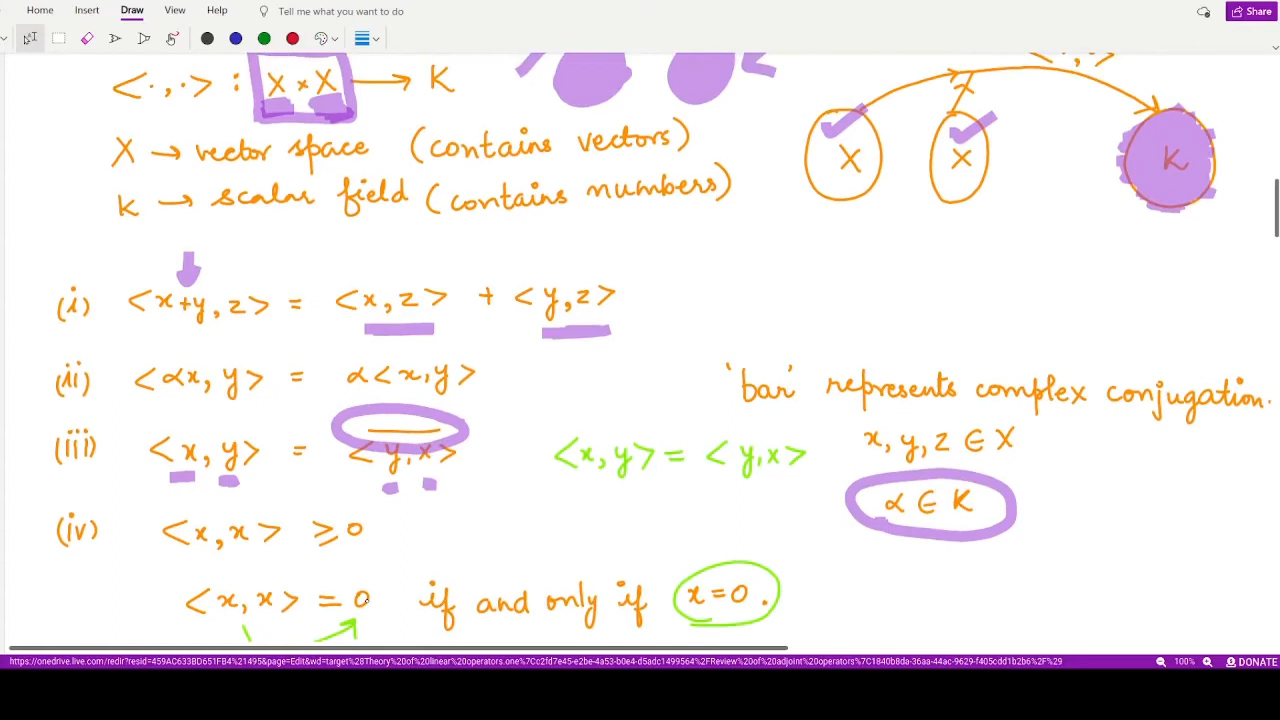 Home Insert Draw View Help Tell me what you want to do
Share
<·,·> : X × X → K
<·,·>
X → vector space (contains vectors)
X X K
K → scalar field (contains numbers)
(i) <x+y, z> = <x, z> + <y, z>
(ii) <αx, y> = α<x, y>
'bar' represents complex conjugation.
(iii) <x, y> = <y, x>
<x, y> = <y, x>
x, y, z ∈ X
α ∈ K
(iv) <x, x> ≥ 0
<x, x> = 0 if and only if x = 0.
100%
DONATE